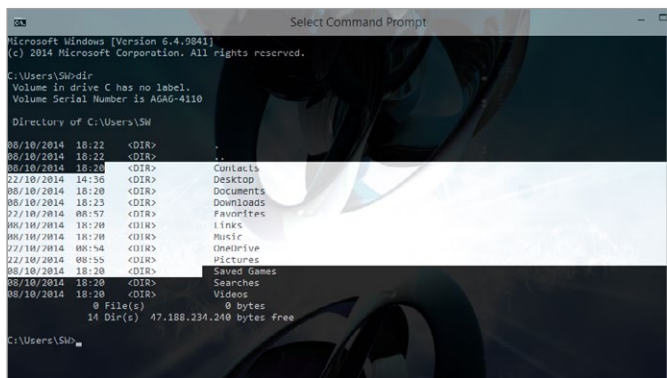 Select Command Prompt
Microsoft Windows [Version 6.4.9841]
(c) 2014 Microsoft Corporation. All rights reserved.
C:\Users\SW>dir
Volume in drive C has no label.
Volume Serial Number is AGAG-4110
Directory of C:\Users\SW
08/10/2014 18:22 <DIR> .
08/10/2014 18:22 <DIR> ..
08/10/2014 18:20 <DIR> Contacts
22/10/2014 14:36 <DIR> Desktop
08/10/2014 18:20 <DIR> Documents
08/10/2014 18:23 <DIR> Downloads
22/10/2014 08:57 <DIR> Favorites
08/10/2014 18:20 <DIR> Links
08/10/2014 18:20 <DIR> Music
22/10/2014 08:54 <DIR> OneDrive
22/10/2014 08:55 <DIR> Pictures
08/10/2014 18:20 <DIR> Saved Games
08/10/2014 18:20 <DIR> Searches
08/10/2014 18:20 <DIR> Videos
0 File(s) 0 bytes
14 Dir(s) 47.188.234.240 bytes free
C:\Users\SW>